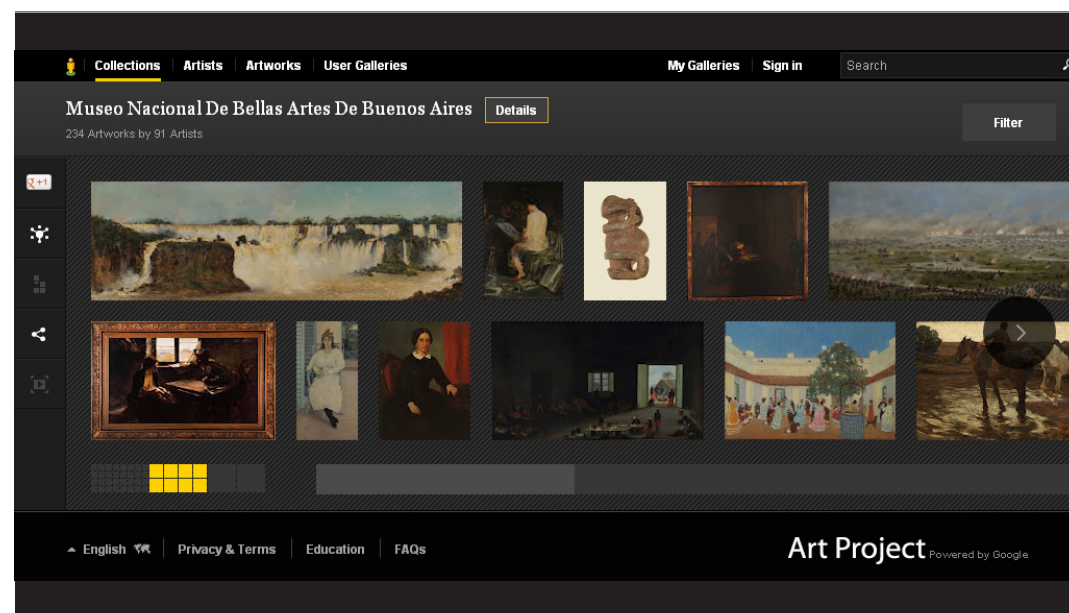 Collections Artists Artworks User Galleries My Galleries Sign in Search
Museo Nacional De Bellas Artes De Buenos Aires Details
234 Artworks by 91 Artists
Filter
+1
English Privacy & Terms Education FAQs
Art Project Powered by Google